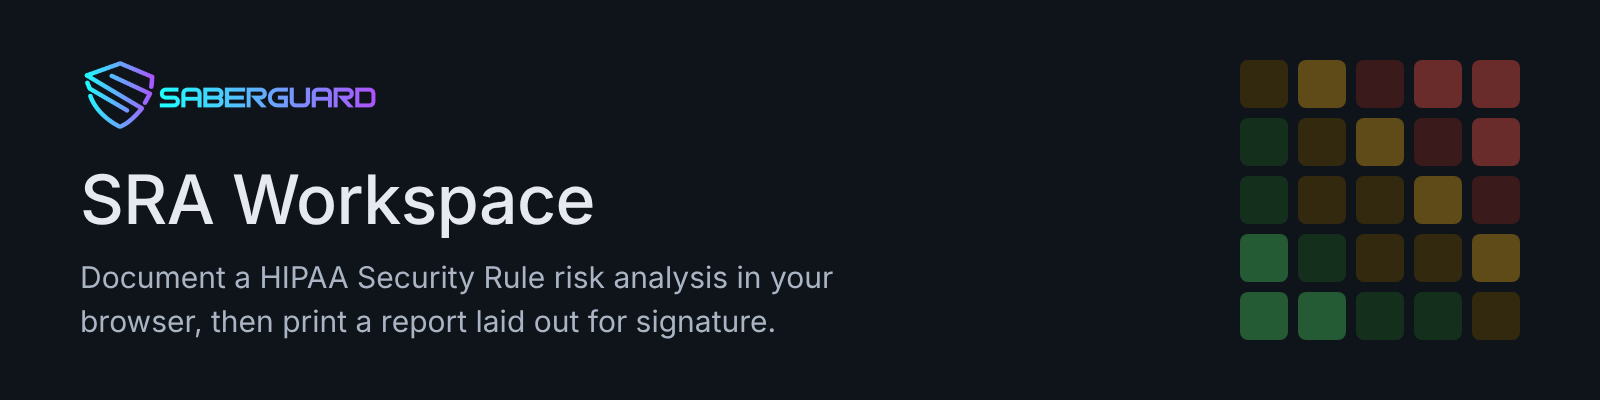 SABERGUARD
SRA Workspace
Document a HIPAA Security Rule risk analysis in your
browser, then print a report laid out for signature.